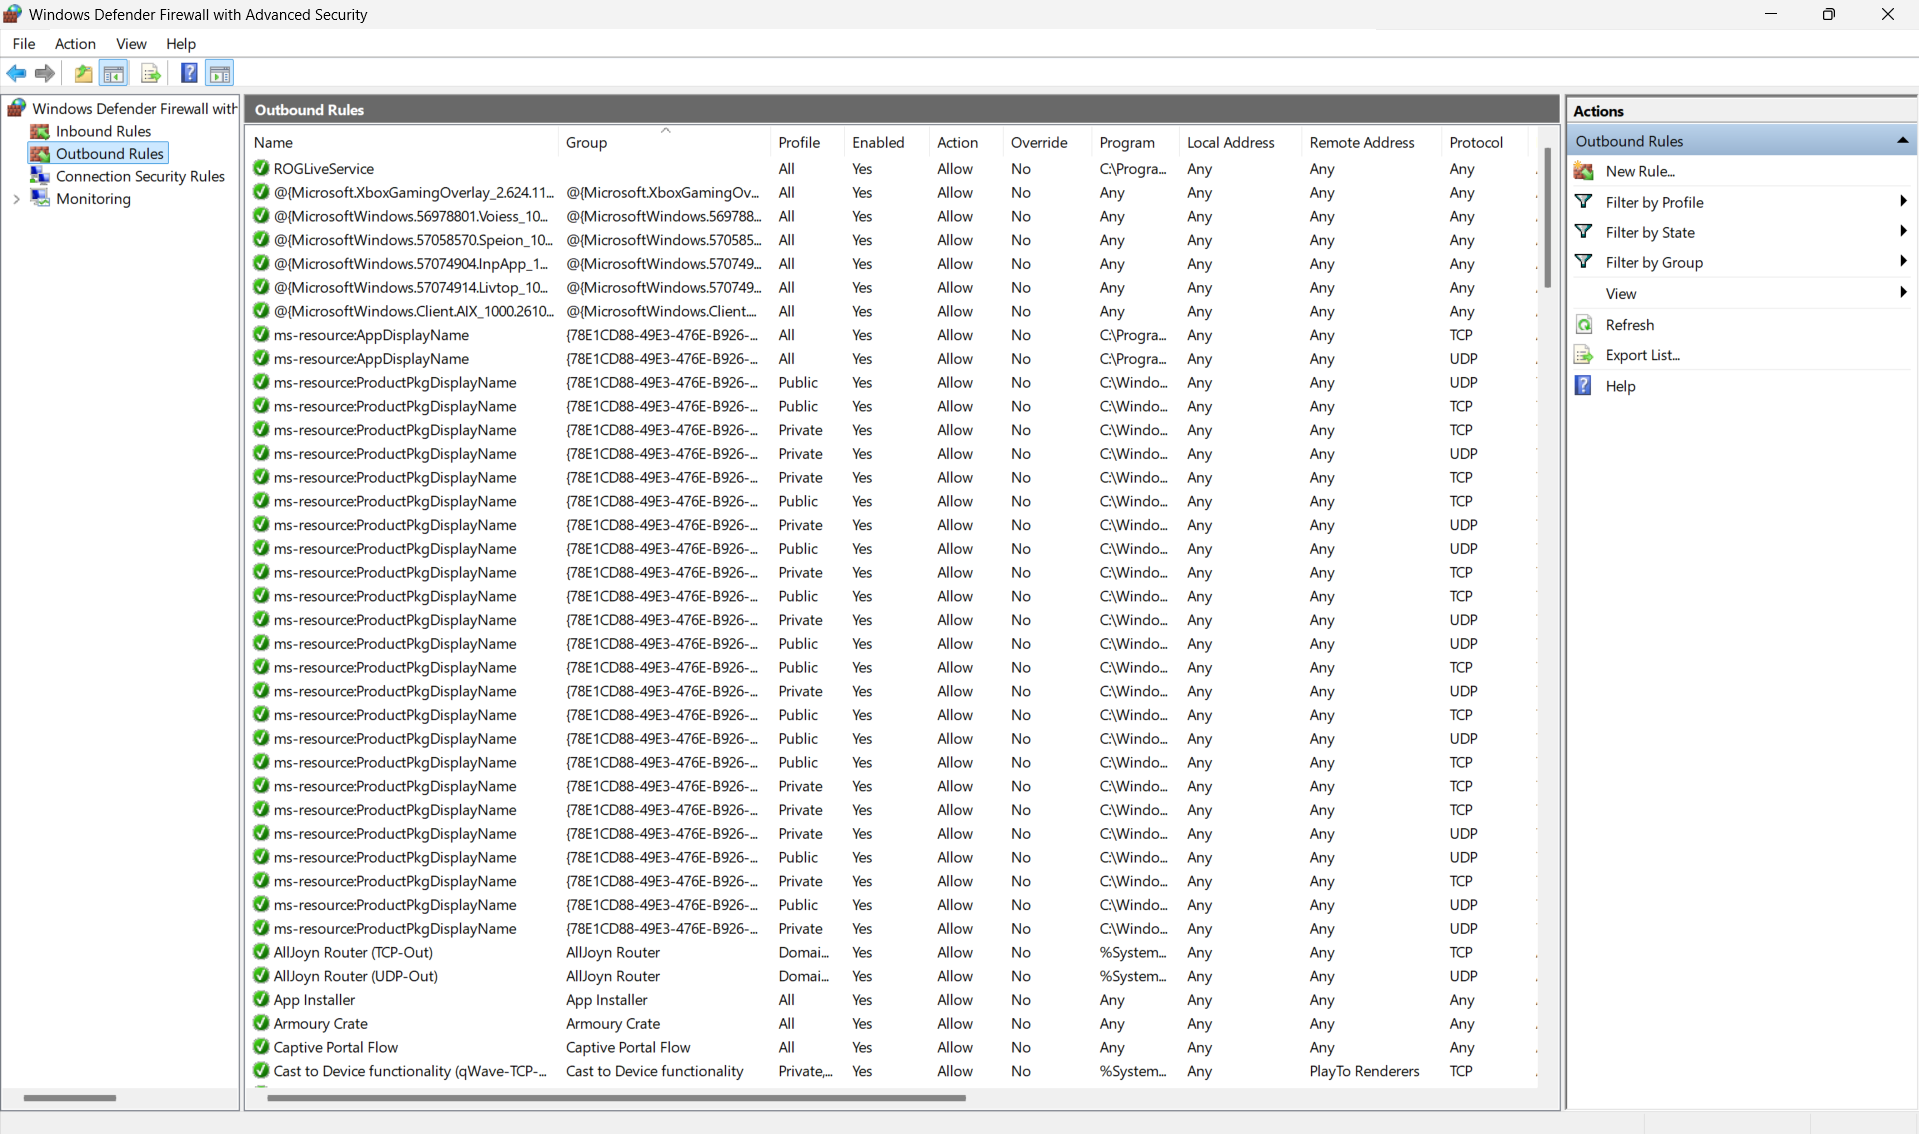 Windows Defender Firewall with Advanced Security
File Action View Help
Windows Defender Firewall with
Inbound Rules
Outbound Rules
Connection Security Rules
Monitoring
Outbound Rules
Name Group Profile Enabled Action Override Program Local Address Remote Address Protocol
ROGLiveService All Yes Allow No C:\Progra... Any Any Any
@{Microsoft.XboxGamingOverlay_2.624.11... @{Microsoft.XboxGamingOv... All Yes Allow No Any Any Any Any
@{MicrosoftWindows.56978801.Voiess_10... @{MicrosoftWindows.569788... All Yes Allow No Any Any Any Any
@{MicrosoftWindows.57058570.Speion_10... @{MicrosoftWindows.570585... All Yes Allow No Any Any Any Any
@{MicrosoftWindows.57074904.InpApp_1... @{MicrosoftWindows.570749... All Yes Allow No Any Any Any Any
@{MicrosoftWindows.57074914.Livtop_10... @{MicrosoftWindows.570749... All Yes Allow No Any Any Any Any
@{MicrosoftWindows.Client.AIX_1000.2610... @{MicrosoftWindows.Client.... All Yes Allow No Any Any Any Any
ms-resource:AppDisplayName {78E1CD88-49E3-476E-B926-... All Yes Allow No C:\Progra... Any Any TCP
ms-resource:AppDisplayName {78E1CD88-49E3-476E-B926-... All Yes Allow No C:\Progra... Any Any UDP
ms-resource:ProductPkgDisplayName {78E1CD88-49E3-476E-B926-... Public Yes Allow No C:\Windo... Any Any UDP
ms-resource:ProductPkgDisplayName {78E1CD88-49E3-476E-B926-... Public Yes Allow No C:\Windo... Any Any TCP
ms-resource:ProductPkgDisplayName {78E1CD88-49E3-476E-B926-... Private Yes Allow No C:\Windo... Any Any TCP
ms-resource:ProductPkgDisplayName {78E1CD88-49E3-476E-B926-... Private Yes Allow No C:\Windo... Any Any UDP
ms-resource:ProductPkgDisplayName {78E1CD88-49E3-476E-B926-... Private Yes Allow No C:\Windo... Any Any TCP
ms-resource:ProductPkgDisplayName {78E1CD88-49E3-476E-B926-... Public Yes Allow No C:\Windo... Any Any TCP
ms-resource:ProductPkgDisplayName {78E1CD88-49E3-476E-B926-... Private Yes Allow No C:\Windo... Any Any UDP
ms-resource:ProductPkgDisplayName {78E1CD88-49E3-476E-B926-... Public Yes Allow No C:\Windo... Any Any UDP
ms-resource:ProductPkgDisplayName {78E1CD88-49E3-476E-B926-... Private Yes Allow No C:\Windo... Any Any TCP
ms-resource:ProductPkgDisplayName {78E1CD88-49E3-476E-B926-... Public Yes Allow No C:\Windo... Any Any TCP
ms-resource:ProductPkgDisplayName {78E1CD88-49E3-476E-B926-... Private Yes Allow No C:\Windo... Any Any UDP
ms-resource:ProductPkgDisplayName {78E1CD88-49E3-476E-B926-... Public Yes Allow No C:\Windo... Any Any UDP
ms-resource:ProductPkgDisplayName {78E1CD88-49E3-476E-B926-... Public Yes Allow No C:\Windo... Any Any TCP
ms-resource:ProductPkgDisplayName {78E1CD88-49E3-476E-B926-... Private Yes Allow No C:\Windo... Any Any UDP
ms-resource:ProductPkgDisplayName {78E1CD88-49E3-476E-B926-... Public Yes Allow No C:\Windo... Any Any TCP
ms-resource:ProductPkgDisplayName {78E1CD88-49E3-476E-B926-... Public Yes Allow No C:\Windo... Any Any UDP
ms-resource:ProductPkgDisplayName {78E1CD88-49E3-476E-B926-... Public Yes Allow No C:\Windo... Any Any TCP
ms-resource:ProductPkgDisplayName {78E1CD88-49E3-476E-B926-... Private Yes Allow No C:\Windo... Any Any TCP
ms-resource:ProductPkgDisplayName {78E1CD88-49E3-476E-B926-... Private Yes Allow No C:\Windo... Any Any TCP
ms-resource:ProductPkgDisplayName {78E1CD88-49E3-476E-B926-... Private Yes Allow No C:\Windo... Any Any UDP
ms-resource:ProductPkgDisplayName {78E1CD88-49E3-476E-B926-... Public Yes Allow No C:\Windo... Any Any UDP
ms-resource:ProductPkgDisplayName {78E1CD88-49E3-476E-B926-... Private Yes Allow No C:\Windo... Any Any TCP
ms-resource:ProductPkgDisplayName {78E1CD88-49E3-476E-B926-... Public Yes Allow No C:\Windo... Any Any UDP
ms-resource:ProductPkgDisplayName {78E1CD88-49E3-476E-B926-... Private Yes Allow No C:\Windo... Any Any UDP
AllJoyn Router (TCP-Out) AllJoyn Router Domai... Yes Allow No %System... Any Any TCP
AllJoyn Router (UDP-Out) AllJoyn Router Domai... Yes Allow No %System... Any Any UDP
App Installer App Installer All Yes Allow No Any Any Any Any
Armoury Crate Armoury Crate All Yes Allow No Any Any Any Any
Captive Portal Flow Captive Portal Flow All Yes Allow No Any Any Any Any
Cast to Device functionality (qWave-TCP-... Cast to Device functionality Private,... Yes Allow No %System... Any PlayTo Renderers TCP
Actions
Outbound Rules
New Rule...
Filter by Profile
Filter by State
Filter by Group
View
Refresh
Export List...
Help